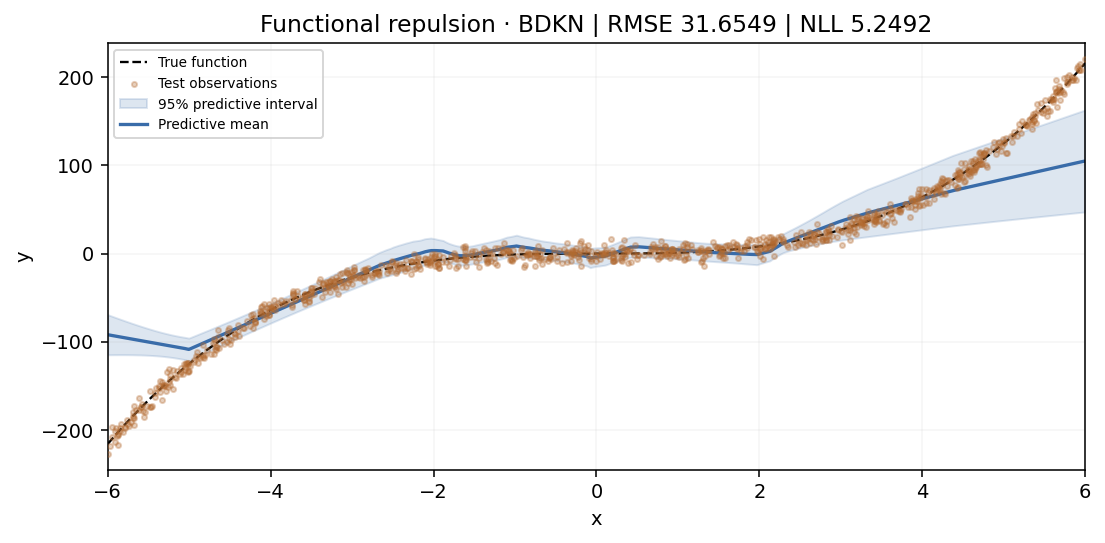 Functional repulsion · BDKN | RMSE 31.6549 | NLL 5.2492
True function
Test observations
95% predictive interval
Predictive mean
200
100
0
−100
−200
y
−6 −4 −2 0 2 4 6
x